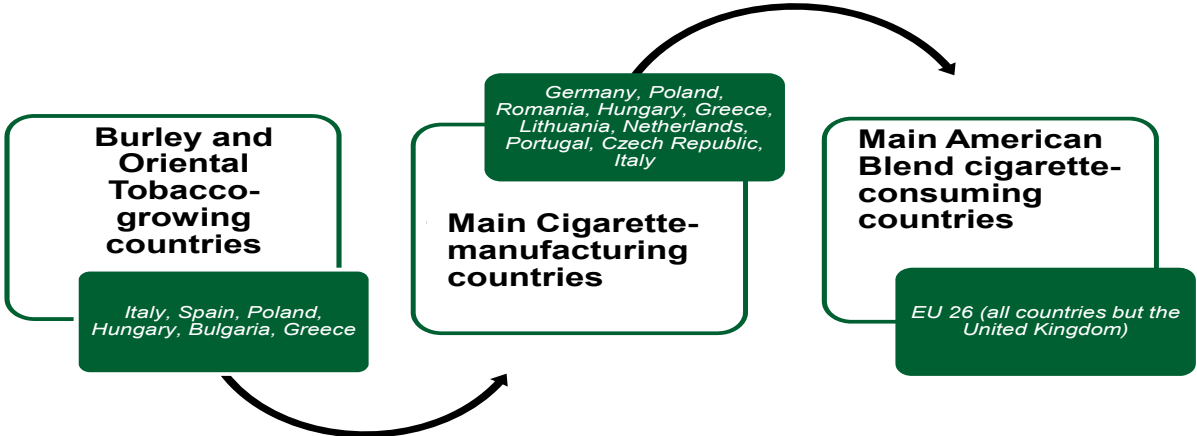 Burley and
Oriental
Tobacco-
growing
countries
Italy, Spain, Poland,
Hungary, Bulgaria, Greece
Germany, Poland,
Romania, Hungary, Greece,
Lithuania, Netherlands,
Portugal, Czech Republic,
Italy
Main Cigarette-
manufacturing
countries
Main American
Blend cigarette-
consuming
countries
EU 26 (all countries but the
United Kingdom)